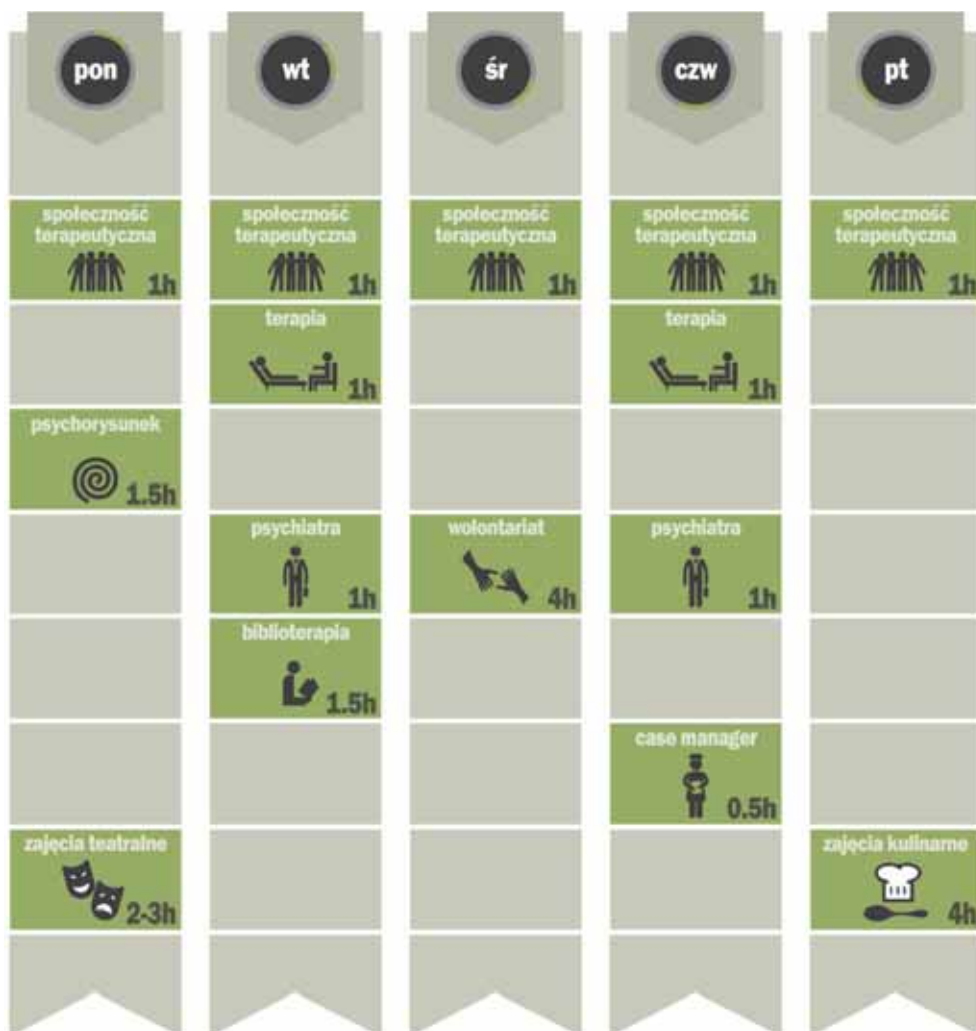 pon
wt
śr
czw
pt
społeczność
terapeutyczna
1h
społeczność
terapeutyczna
1h
społeczność
terapeutyczna
1h
społeczność
terapeutyczna
1h
społeczność
terapeutyczna
1h
terapia
1h
terapia
1h
psychorysunek
1.5h
psychiatra
1h
wolontariat
4h
psychiatra
1h
biblioterapia
1.5h
case manager
0.5h
zajęcia teatralne
2-3h
zajęcia kulinarne
4h